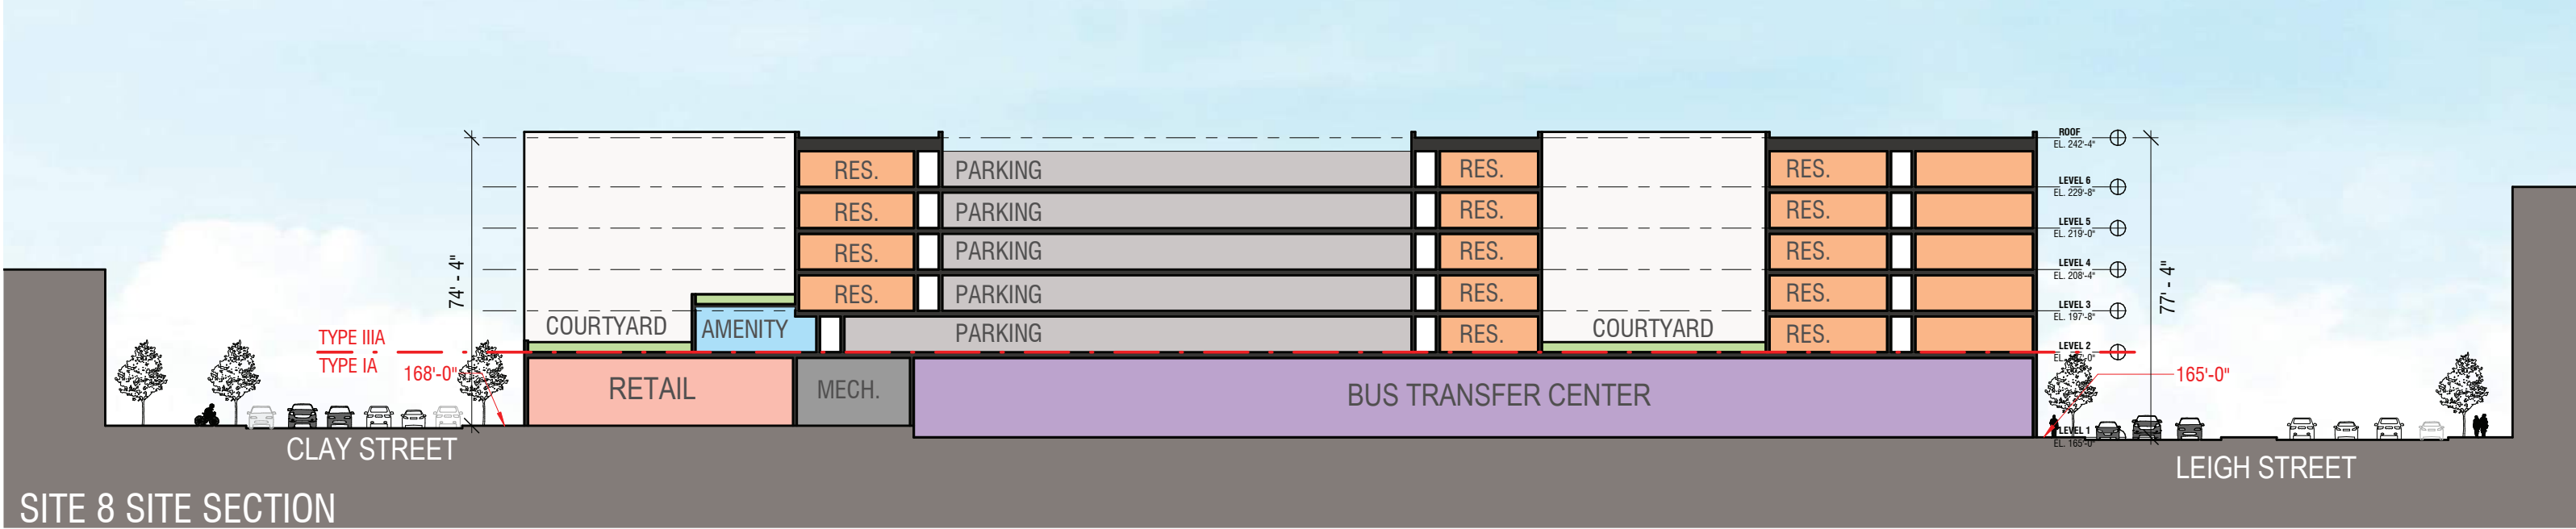 ROOF
EL. 242'-4"
RES. PARKING RES. RES.
LEVEL 6
EL. 229'-8"
RES. PARKING RES. RES.
LEVEL 5
EL. 219'-0"
RES. PARKING RES. RES.
LEVEL 4
EL. 208'-4"
74' - 4"
77' - 4"
RES. PARKING RES. RES.
LEVEL 3
EL. 197'-8"
COURTYARD AMENITY PARKING RES. COURTYARD RES.
TYPE IIIA
LEVEL 2
TYPE IA
168'-0"
165'-0"
RETAIL MECH. BUS TRANSFER CENTER
LEVEL 1
EL. 165'-0"
CLAY STREET
LEIGH STREET
SITE 8 SITE SECTION